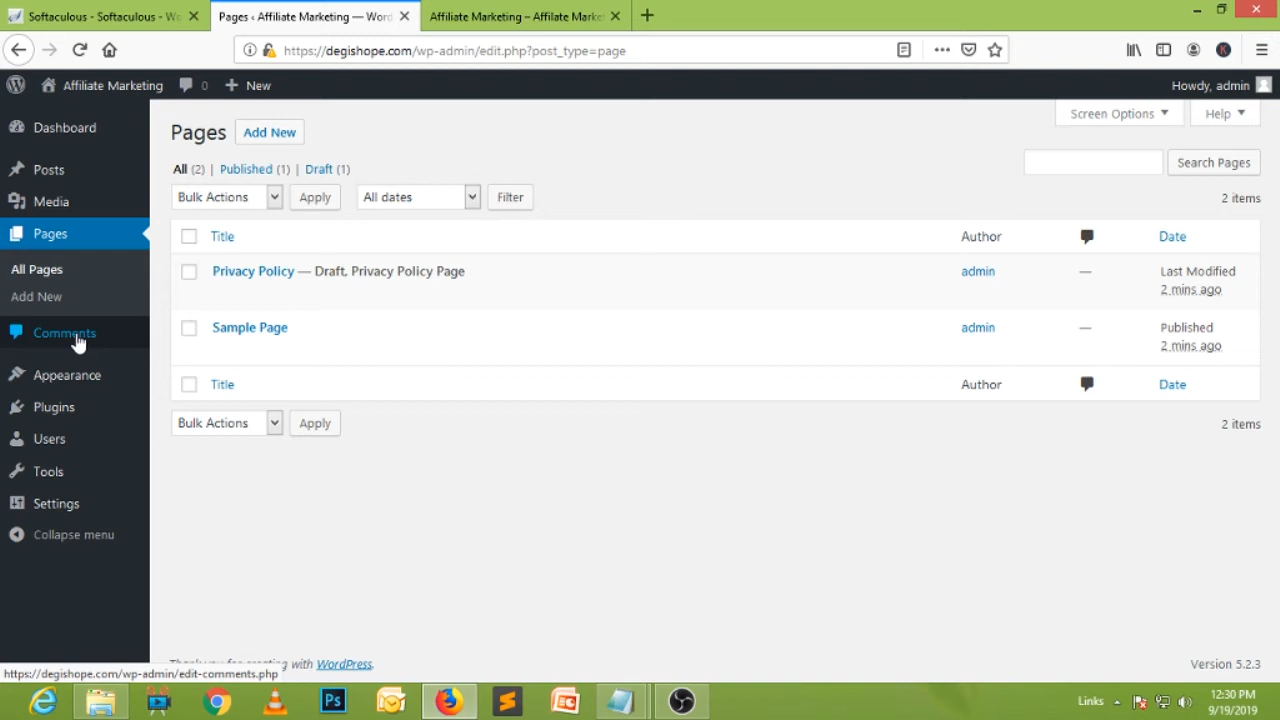 Softaculous - Softaculous - Wo
Pages ‹ Affiliate Marketing — Word
Affiliate Marketing – Affilate Market
https://degishope.com/wp-admin/edit.php?post_type=page
Affiliate Marketing
0
New
Howdy, admin
Dashboard
Posts
Media
Pages
All Pages
Add New
Comments
Appearance
Plugins
Users
Tools
Settings
Collapse menu
Screen Options
Help
Pages
Add New
All (2) | Published (1) | Draft (1)
Search Pages
Bulk Actions
Apply
All dates
Filter
2 items
Title
Author
Date
Privacy Policy — Draft, Privacy Policy Page
admin
—
Last Modified
2 mins ago
Sample Page
admin
—
Published
2 mins ago
Title
Author
Date
Bulk Actions
Apply
2 items
Thank you for creating with WordPress.
Version 5.2.3
https://degishope.com/wp-admin/edit-comments.php
Ps
Links
12:30 PM
9/19/2019